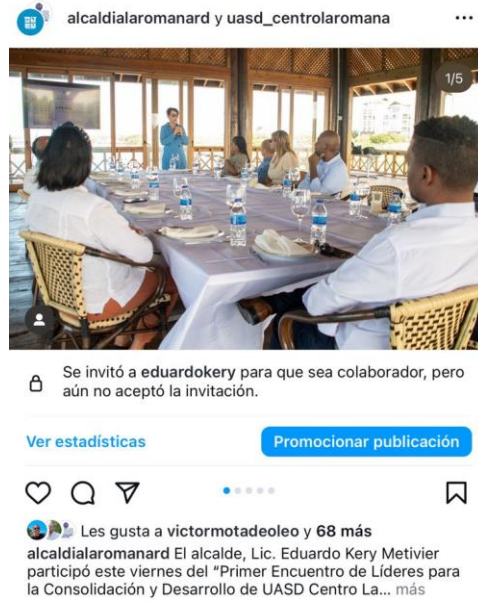 alcaldialaromanard y uasd_centrolaromana
1/5
Se invitó a eduardokery para que sea colaborador, pero
aún no aceptó la invitación.
Ver estadísticas
Promocionar publicación
Les gusta a victormotadeoleo y 68 más
alcaldialaromanard El alcalde, Lic. Eduardo Kery Metivier
participó este viernes del “Primer Encuentro de Líderes para
la Consolidación y Desarrollo de UASD Centro La... más